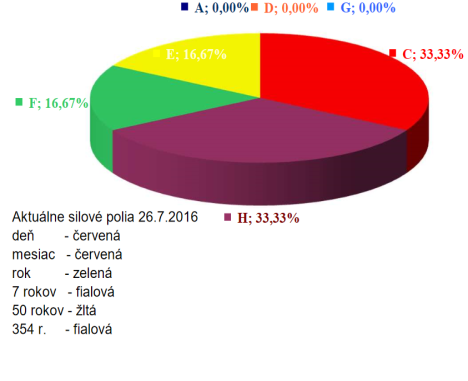 A; 0,00% D; 0,00% G; 0,00%
E; 16,67%
C; 33,33%
F; 16,67%
Aktuálne silové polia 26.7.2016
H; 33,33%
deň - červená
mesiac - červená
rok - zelená
7 rokov - fialová
50 rokov - žltá
354 r. - fialová